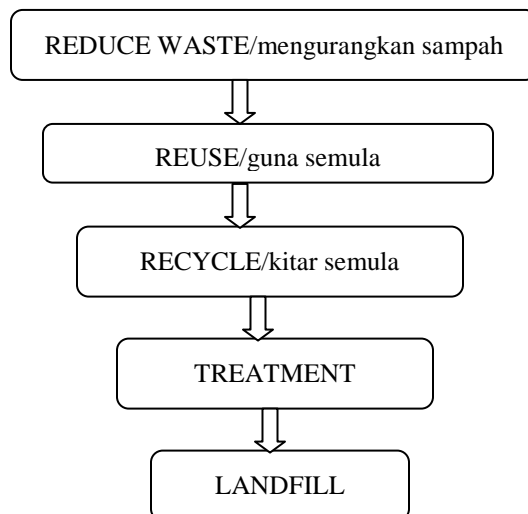 REDUCE WASTE/mengurangkan sampah
REUSE/guna semula
RECYCLE/kitar semula
TREATMENT
LANDFILL